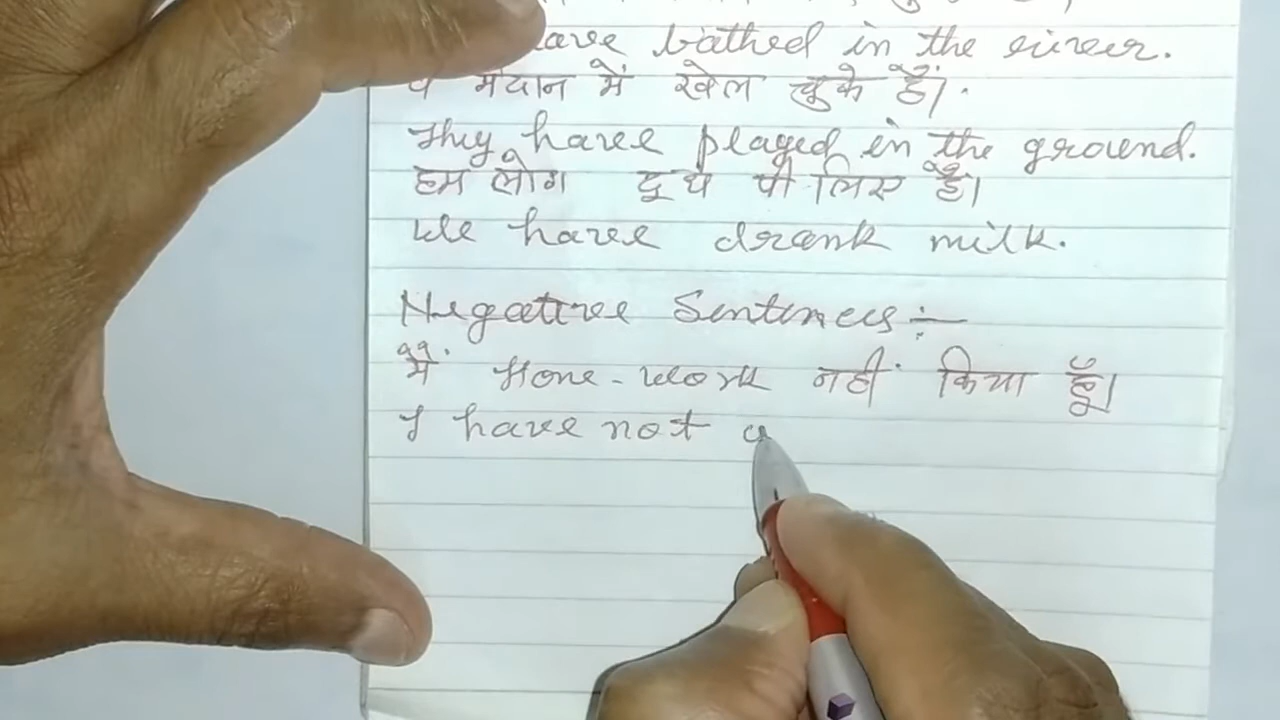 have bathed in the river.
वे मैदान में खेल चुके हैं।
They have played in the ground.
हम लोग दूध पी लिए हैं।
We have drank milk.
Negative Sentences :-
मैं Home-work नहीं किया हूँ।
I have not